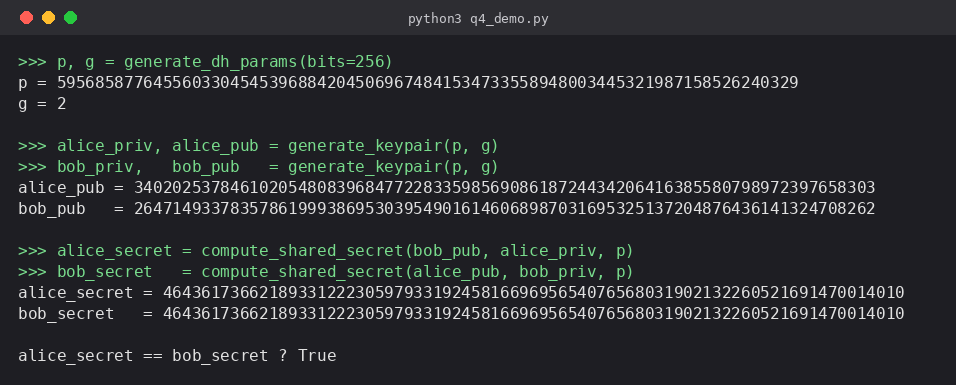 python3 q4_demo.py
>>> p, g = generate_dh_params(bits=256)
p = 59568587764556033045453968842045069674841534733558948003445321987158526240329
g = 2
>>> alice_priv, alice_pub = generate_keypair(p, g)
>>> bob_priv,   bob_pub   = generate_keypair(p, g)
alice_pub = 34020253784610205480839684772283359856908618724434206416385580798972397658303
bob_pub   = 26471493378357861999386953039549016146068987031695325137204876436141324708262
>>> alice_secret = compute_shared_secret(bob_pub, alice_priv, p)
>>> bob_secret   = compute_shared_secret(alice_pub, bob_priv, p)
alice_secret = 46436173662189331222305979331924581669695654076568031902132260521691470014010
bob_secret   = 46436173662189331222305979331924581669695654076568031902132260521691470014010
alice_secret == bob_secret ? True